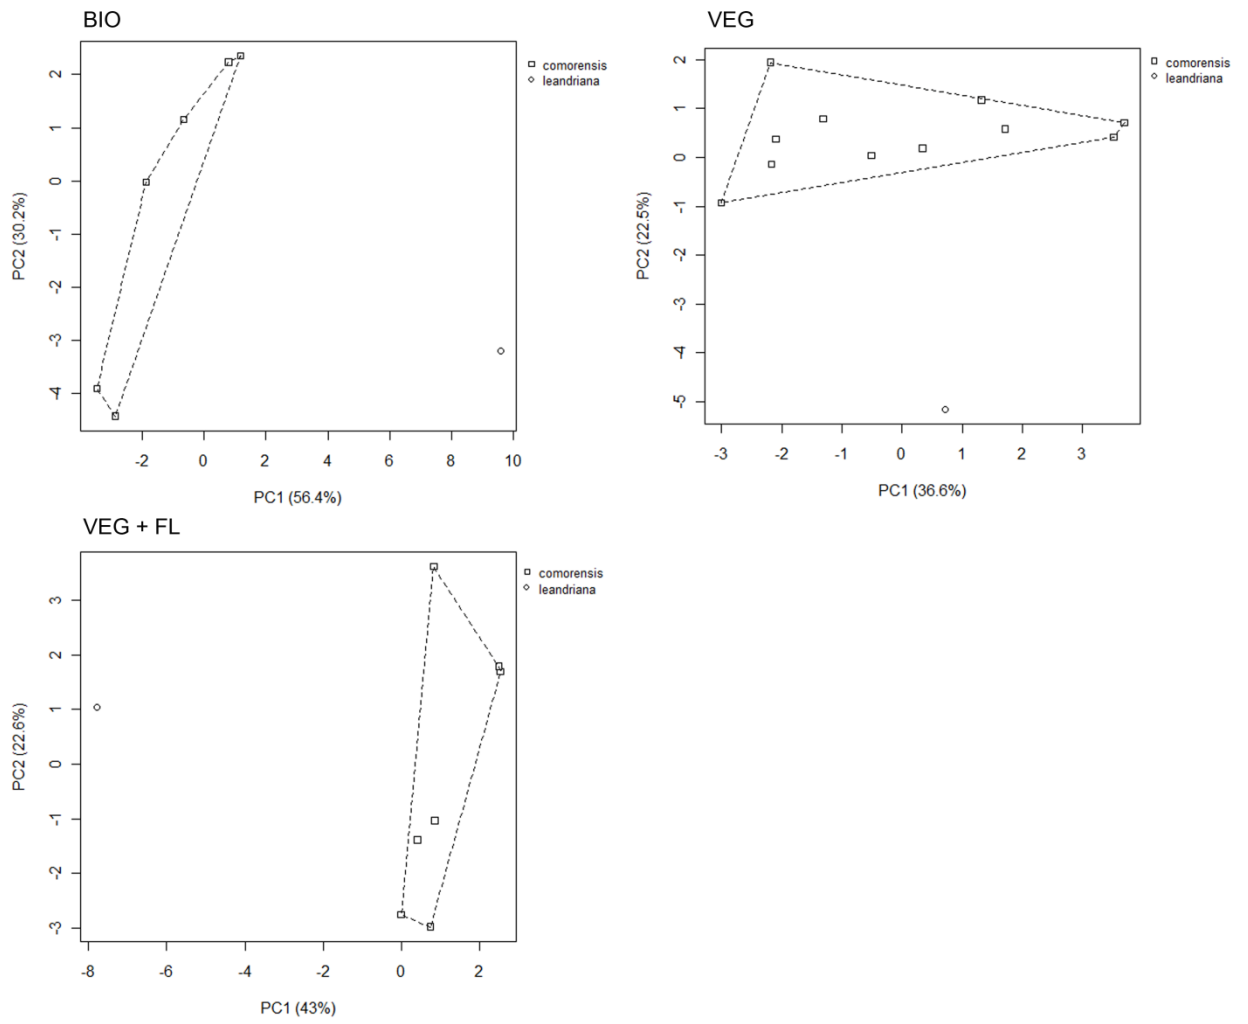 BIO
comorensis
leandriana
2
1
0
-1
-2
-3
-4
PC2 (30.2%)
-2 0 2 4 6 8 10
PC1 (56.4%)
VEG
comorensis
leandriana
2
1
0
-1
-2
-3
-4
-5
PC2 (22.5%)
-3 -2 -1 0 1 2 3
PC1 (36.6%)
VEG + FL
comorensis
leandriana
3
2
1
0
-1
-2
-3
PC2 (22.6%)
-8 -6 -4 -2 0 2
PC1 (43%)